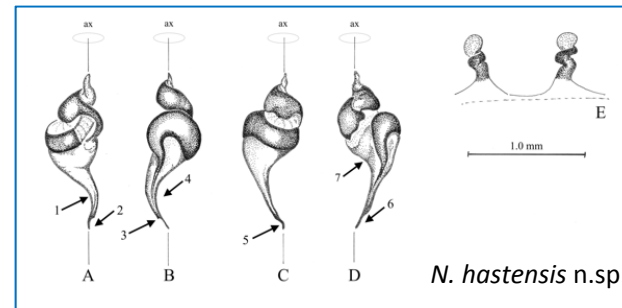 ax ax ax ax
E
1.0 mm
1 2 3 4 5 6 7
A B C D
N. hastensis n.sp